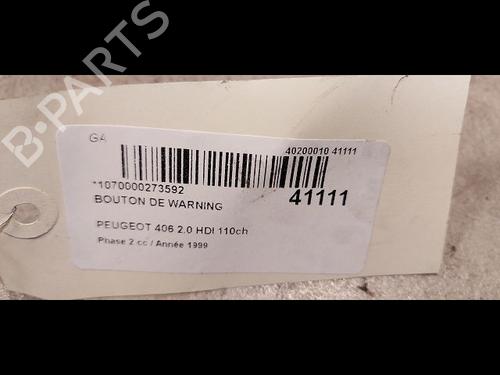 B-PARTS
GA
40200010 41111
*1070000273592
41111
BOUTON DE WARNING
PEUGEOT 406 2.0 HDI 110ch
Phase 2 cc / Année 1999